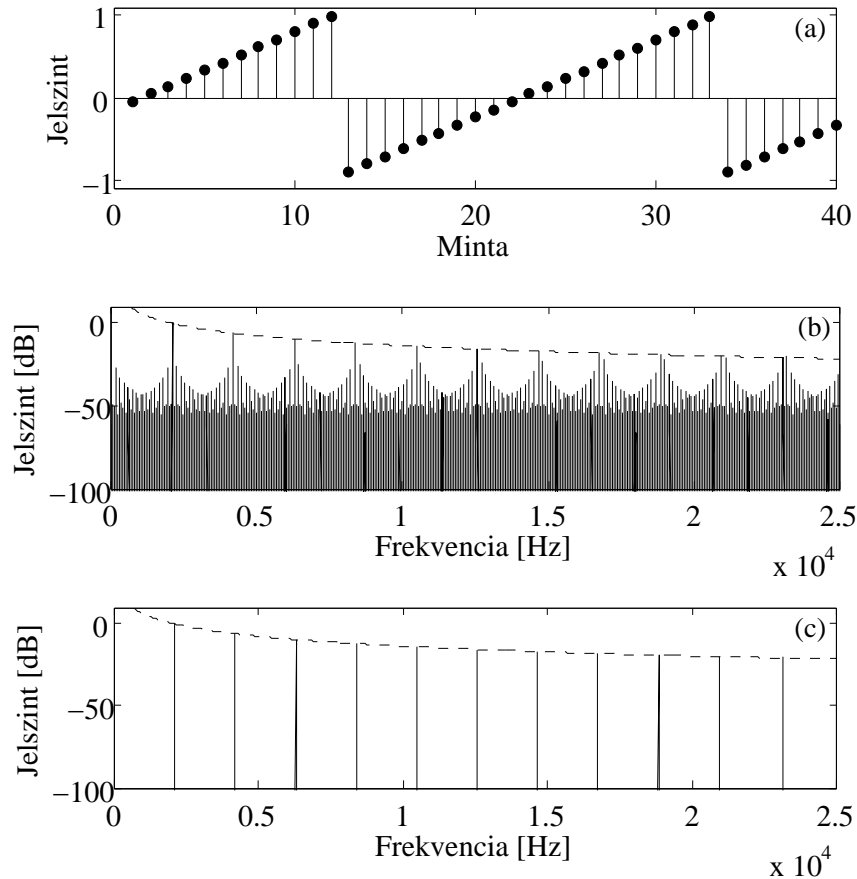 (a)
Jelszint
1
0
−1
0 10 20 30 40
Minta
(b)
Jelszint [dB]
0
−50
−100
0 0.5 1 1.5 2 2.5
Frekvencia [Hz]
x 10^4
(c)
Jelszint [dB]
0
−50
−100
0 0.5 1 1.5 2 2.5
Frekvencia [Hz]
x 10^4